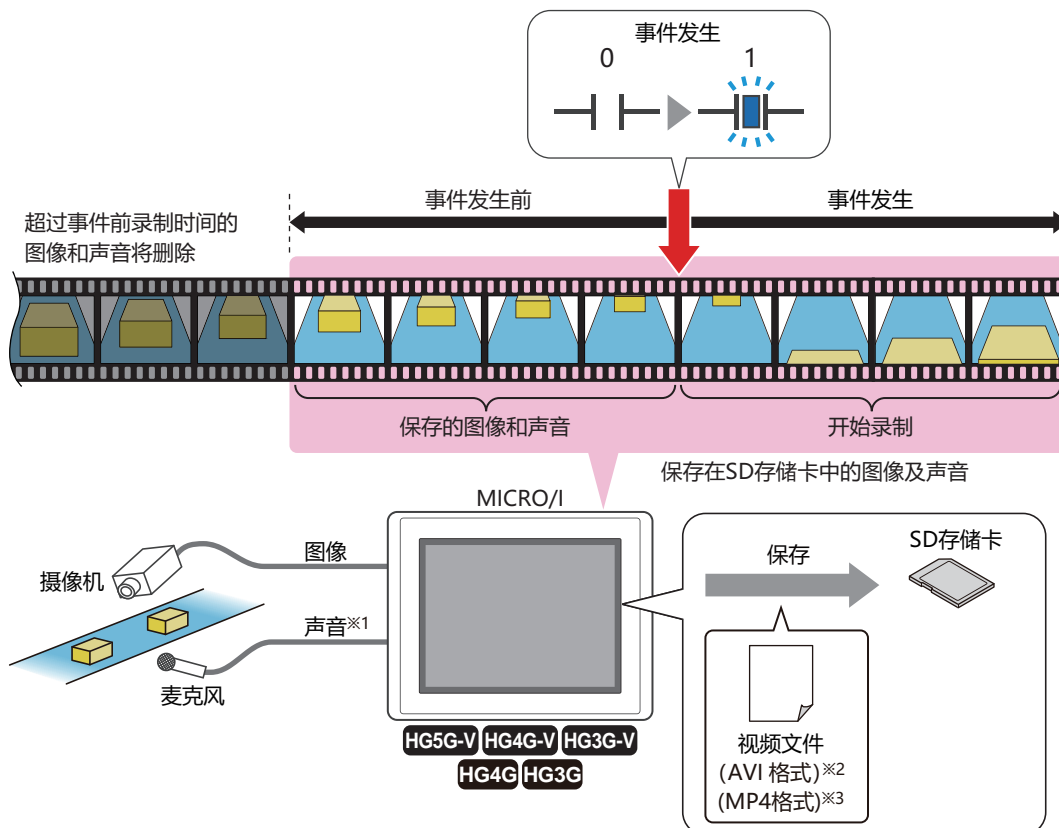 事件发生
0 1
事件发生前
事件发生
超过事件前录制时间的
图像和声音将删除
保存的图像和声音
开始录制
保存在SD存储卡中的图像及声音
MICRO/I
图像
摄像机
声音※1
麦克风
HG5G-V HG4G-V HG3G-V
HG4G HG3G
保存
SD存储卡
视频文件
(AVI 格式)※2
(MP4格式)※3